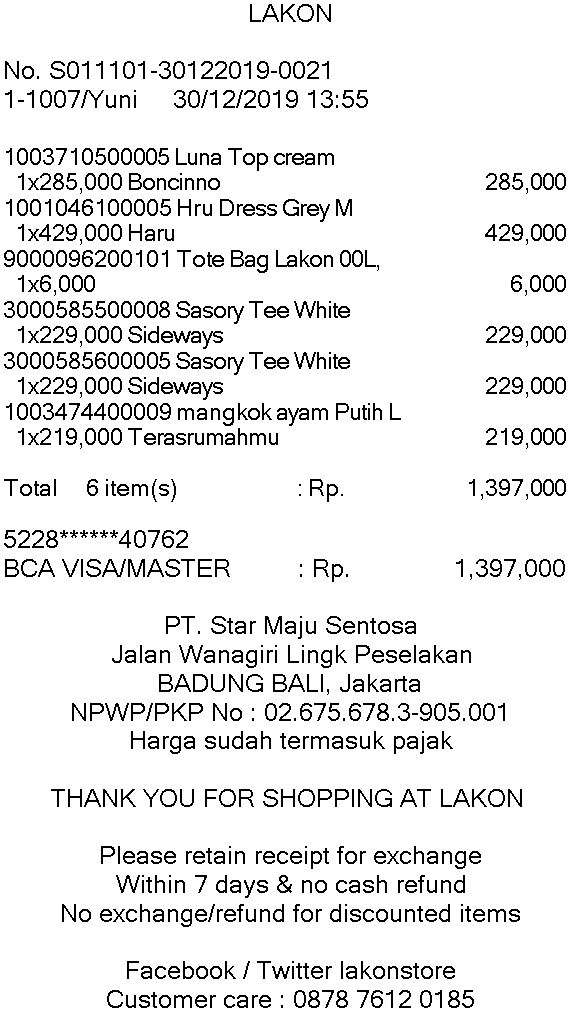 LAKON
No. S011101-30122019-0021
1-1007/Yuni 30/12/2019 13:55
1003710500005 Luna Top cream
1x285,000 Boncinno 285,000
1001046100005 Hru Dress Grey M
1x429,000 Haru 429,000
9000096200101 Tote Bag Lakon 00L,
1x6,000 6,000
3000585500008 Sasory Tee White
1x229,000 Sideways 229,000
3000585600005 Sasory Tee White
1x229,000 Sideways 229,000
1003474400009 mangkok ayam Putih L
1x219,000 Terasrumahmu 219,000
Total 6 item(s) : Rp. 1,397,000
5228******40762
BCA VISA/MASTER : Rp. 1,397,000
PT. Star Maju Sentosa
Jalan Wanagiri Lingk Peselakan
BADUNG BALI, Jakarta
NPWP/PKP No : 02.675.678.3-905.001
Harga sudah termasuk pajak
THANK YOU FOR SHOPPING AT LAKON
Please retain receipt for exchange
Within 7 days & no cash refund
No exchange/refund for discounted items
Facebook / Twitter lakonstore
Customer care : 0878 7612 0185